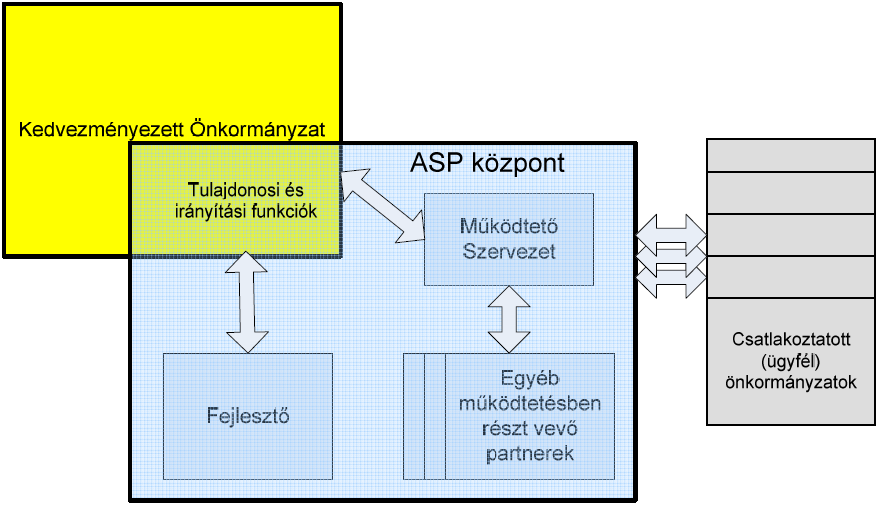 Kedvezményezett Önkormányzat
ASP központ
Tulajdonosi és
irányítási funkciók
Működtető
Szervezet
Fejlesztő
Egyéb
működtetésben
részt vevő
partnerek
Csatlakoztatott
(ügyfél)
önkormányzatok